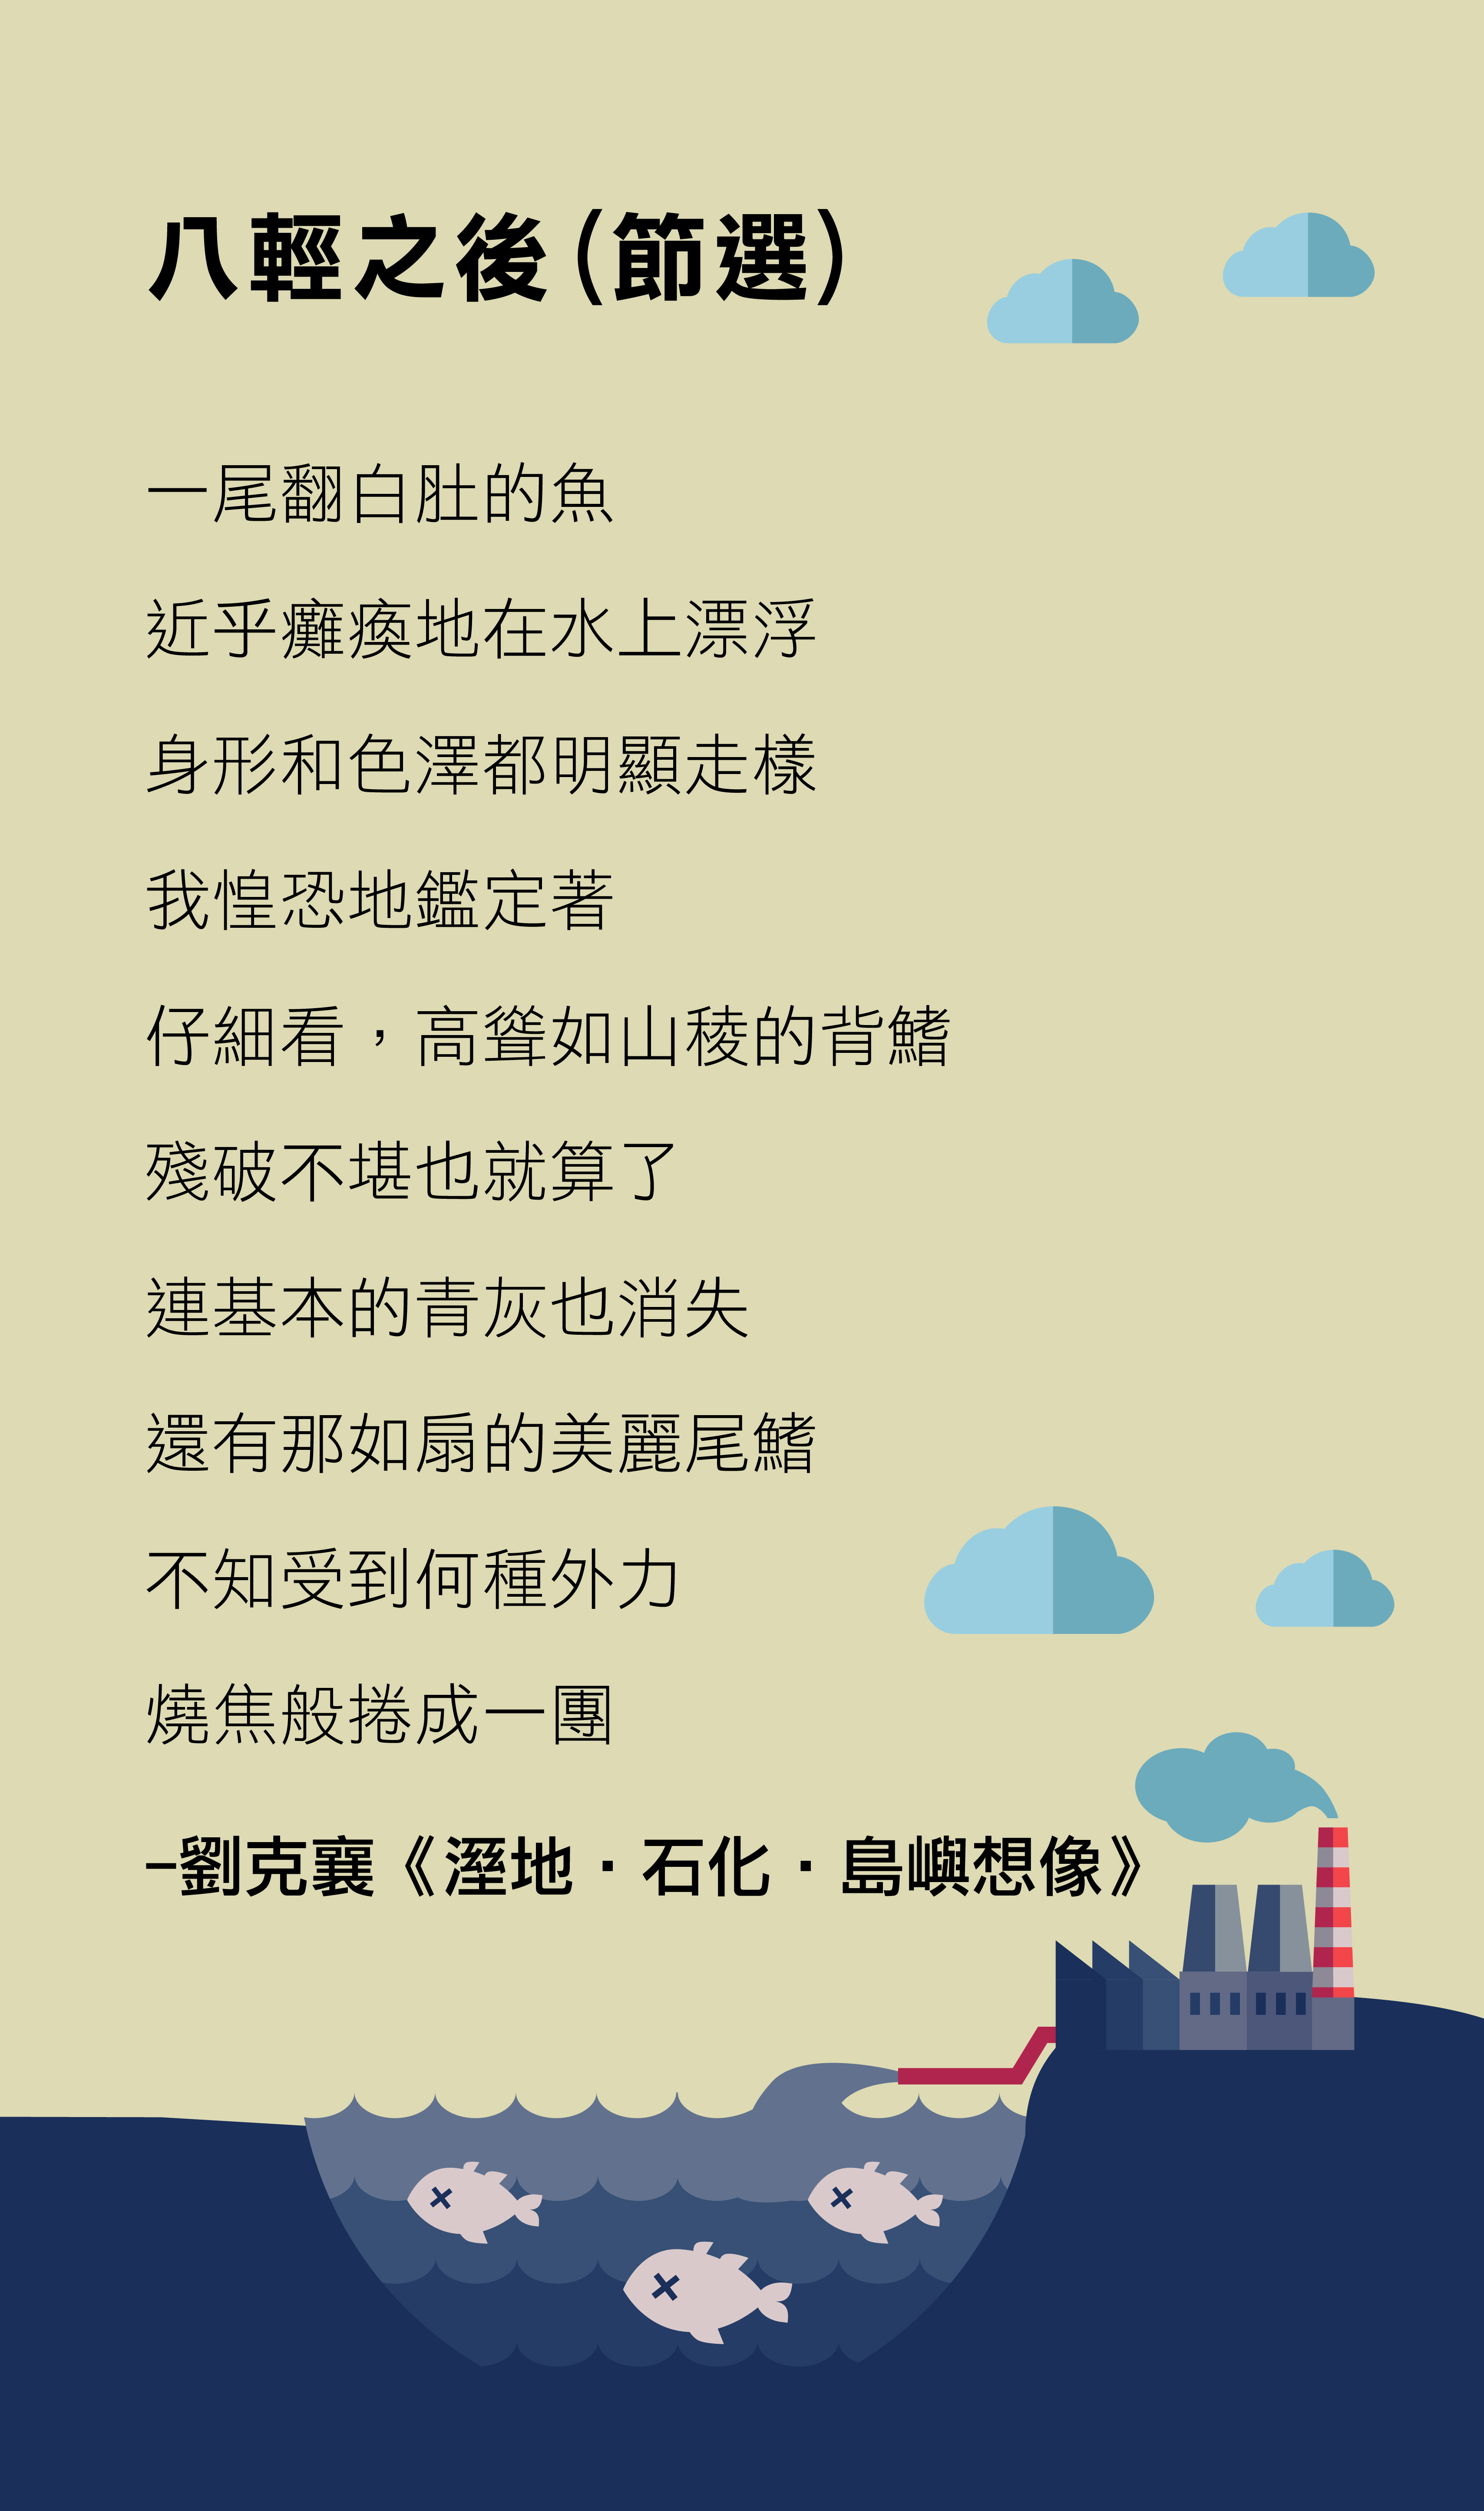 八輕之後(節選)
一尾翻白肚的魚
近乎癱瘓地在水上漂浮
身形和色澤都明顯走樣
我惶恐地鑑定著
仔細看，高聳如山稜的背鰭
殘破不堪也就算了
連基本的青灰也消失
還有那如扇的美麗尾鰭
不知受到何種外力
燒焦般捲成一團
–劉克襄《溼地．石化．島嶼想像》